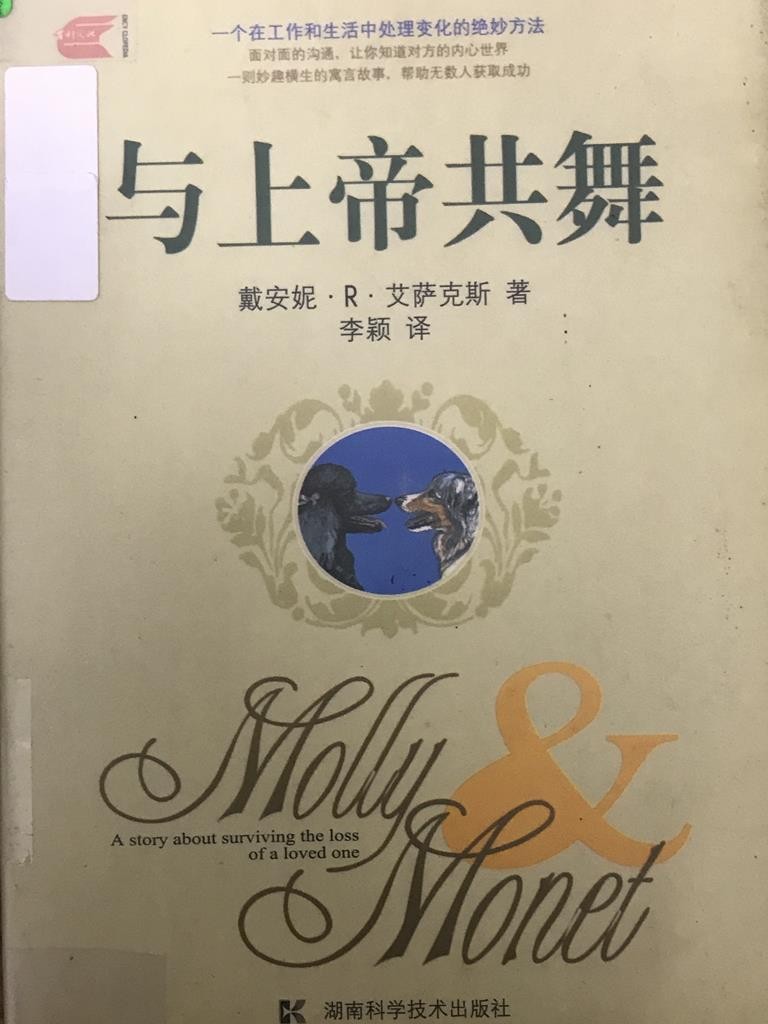 一个在工作和生活中处理变化的绝妙方法
面对面的沟通，让你知道对方的内心世界
一则妙趣横生的寓言故事，帮助无数人获取成功
与上帝共舞
戴安妮·R·艾萨克斯 著
李颖 译
Molly &
A story about surviving the loss
of a loved one
Monet
湖南科学技术出版社